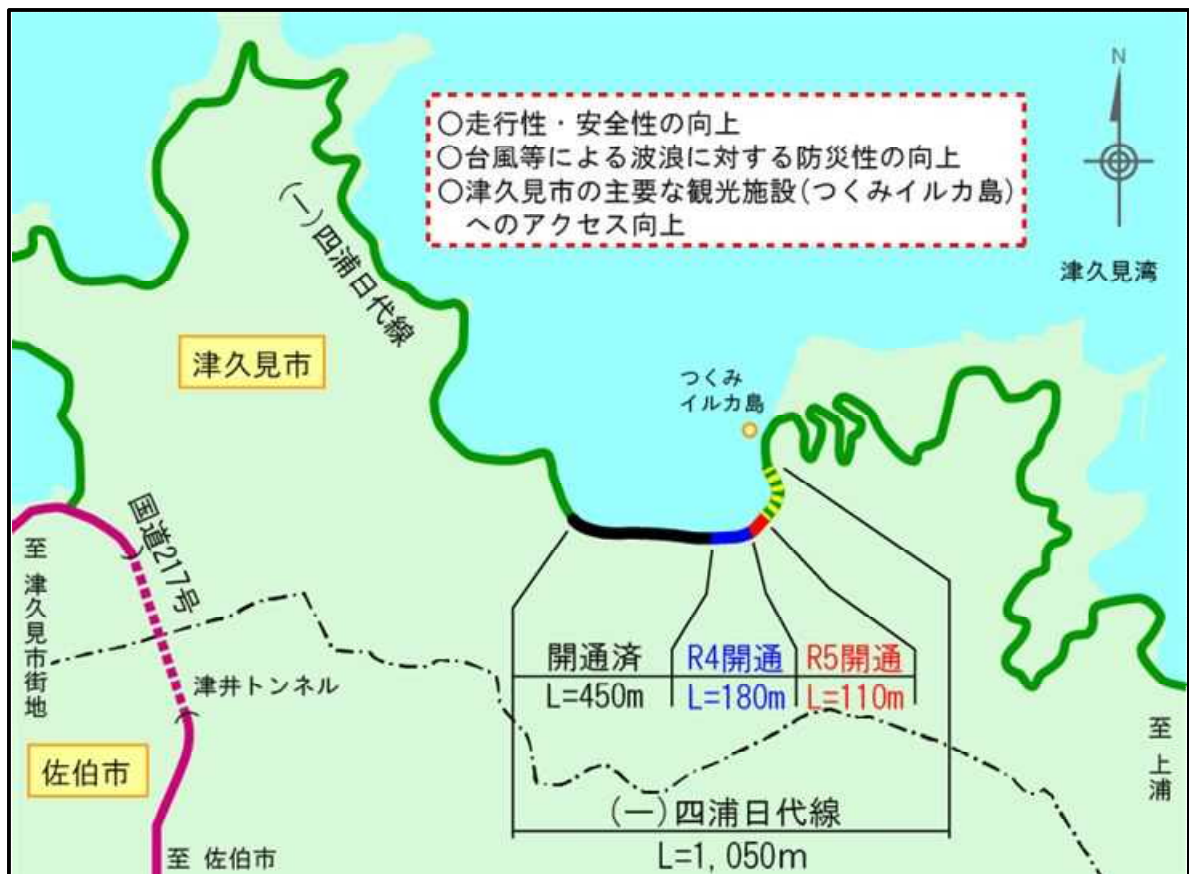 N
○走行性・安全性の向上
○台風等による波浪に対する防災性の向上
○津久見市の主要な観光施設(つくみイルカ島)
へのアクセス向上
津久見湾
(一)四浦日代線
津久見市
つくみ
イルカ島
国道217号
至 津久見市街地
津井トンネル
佐伯市
至 佐伯市
開通済
L=450m
R4開通
L=180m
R5開通
L=110m
至 上浦
(一)四浦日代線
L=1,050m